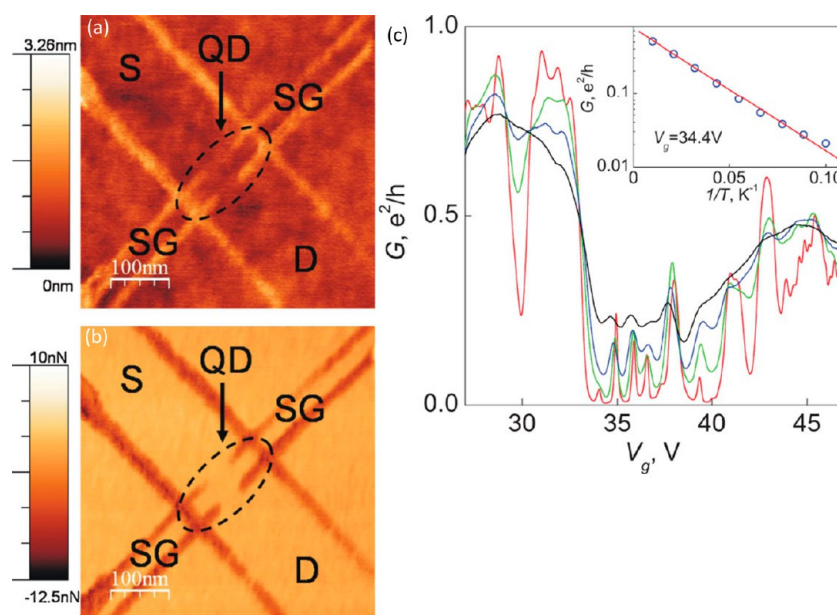 (a)
3.26nm
0nm
S
QD
SG
SG
D
100nm
(b)
10nN
-12.5nN
S
QD
SG
SG
D
100nm
(c)
1.0
0.5
0.0
G, e²/h
30 35 40 45
V_g, V
G, e²/h
0.1
0.01
V_g=34.4V
0 0.05 0.10
1/T, K⁻¹